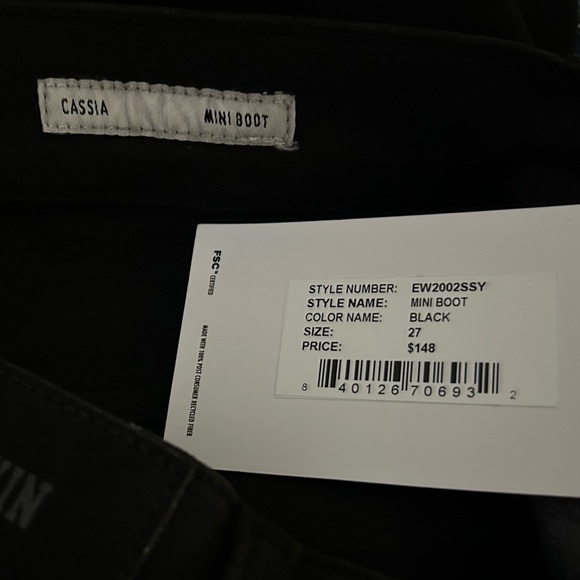 CASSIA MINI BOOT
FSC® CERTIFIED
MADE WITH 100% POST CONSUMER RECYCLED FIBER
STYLE NUMBER: EW2002SSY
STYLE NAME: MINI BOOT
COLOR NAME: BLACK
SIZE: 27
PRICE: $148
8 40126 70693 2